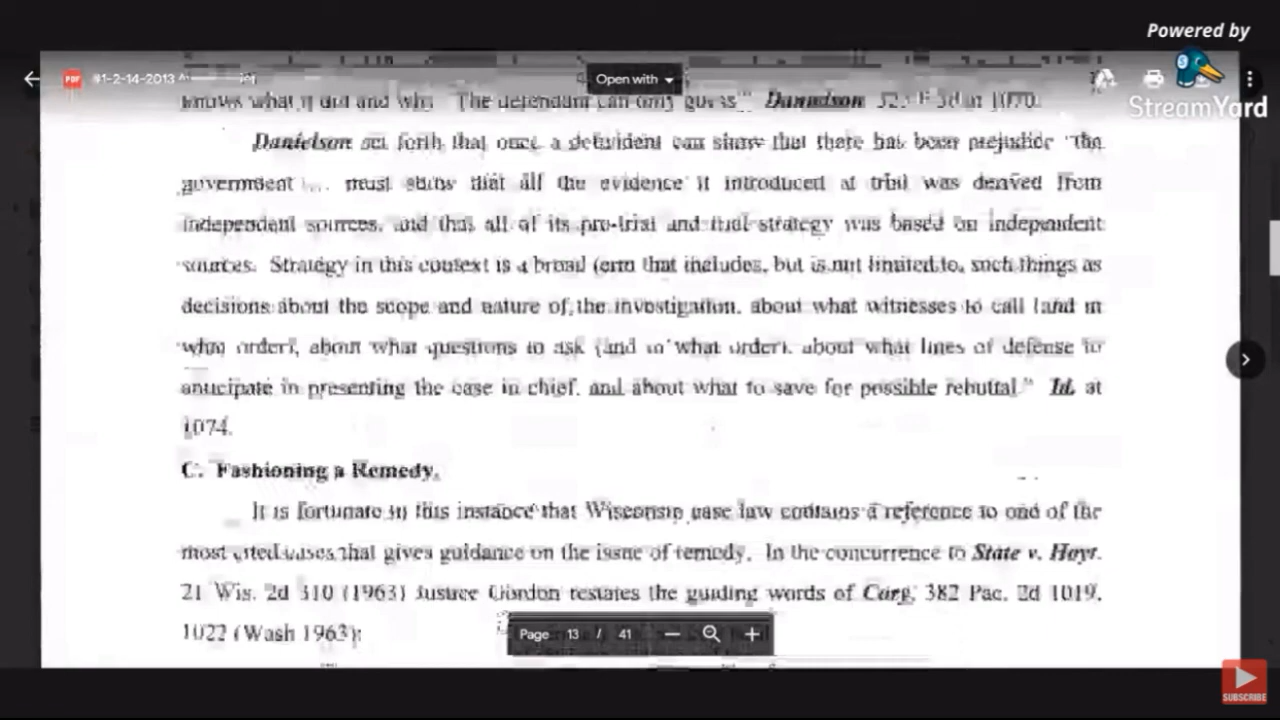 Powered by
StreamYard
Open with
knows what it did and why The defendant can only guess" Danielson 325 F 3d at 1070.
Danielson set forth that once a defendant can show that there has been prejudice "the
government ... must show that all the evidence it introduced at trial was derived from
independent sources, and that all of its pre-trial and trial strategy was based on independent
sources. Strategy in this context is a broad term that includes, but is not limited to, such things as
decisions about the scope and nature of the investigation, about what witnesses to call (and in
what order), about what questions to ask (and in what order), about what lines of defense to
anticipate in presenting the case in chief, and about what to save for possible rebuttal." Id. at
1074.
C. Fashioning a Remedy.
It is fortunate in this instance that Wisconsin case law contains a reference to one of the
most cited cases that gives guidance on the issue of remedy. In the concurrence to State v. Hoyt.
21 Wis. 2d 310 (1963) Justice Gordon restates the guiding words of Cory, 382 Pac. 2d 1019,
1022 (Wash 1963):
Page 13 / 41
SUBSCRIBE